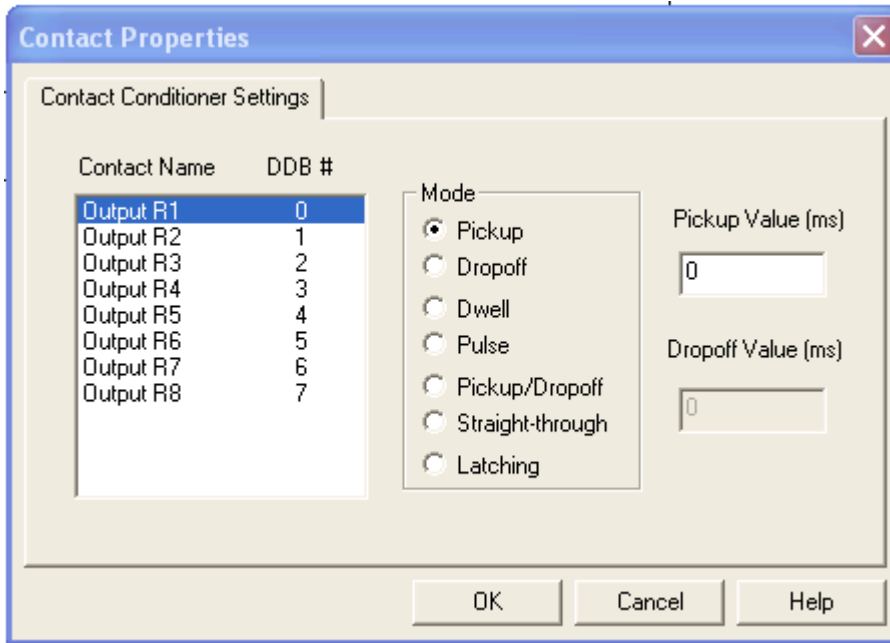 Contact Properties
Contact Conditioner Settings
Contact Name DDB #
Output R1 0
Output R2 1
Output R3 2
Output R4 3
Output R5 4
Output R6 5
Output R7 6
Output R8 7
Mode
Pickup
Dropoff
Dwell
Pulse
Pickup/Dropoff
Straight-through
Latching
Pickup Value (ms)
0
Dropoff Value (ms)
0
OK Cancel Help